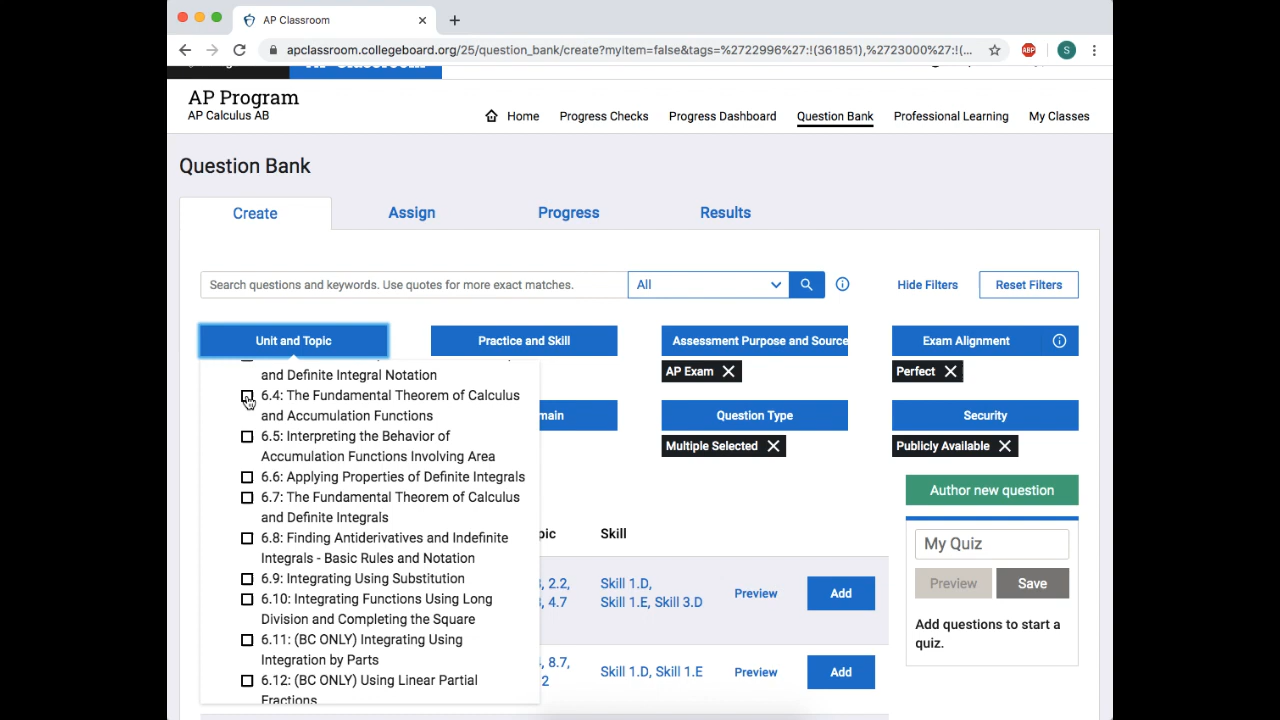 AP Classroom
apclassroom.collegeboard.org/25/question_bank/create?myItem=false&tags=%2722996%27:!(361851),%2723000%27:!(...
ABP
S
AP Program
AP Calculus AB
Home
Progress Checks
Progress Dashboard
Question Bank
Professional Learning
My Classes
Question Bank
Create
Assign
Progress
Results
Search questions and keywords. Use quotes for more exact matches.
All
Hide Filters
Reset Filters
Unit and Topic
Practice and Skill
Assessment Purpose and Source
Exam Alignment
AP Exam
Perfect
and Definite Integral Notation
6.4: The Fundamental Theorem of Calculus
and Accumulation Functions
main
Question Type
Security
Multiple Selected
Publicly Available
6.5: Interpreting the Behavior of
Accumulation Functions Involving Area
6.6: Applying Properties of Definite Integrals
6.7: The Fundamental Theorem of Calculus
and Definite Integrals
6.8: Finding Antiderivatives and Indefinite
Integrals - Basic Rules and Notation
6.9: Integrating Using Substitution
6.10: Integrating Functions Using Long
Division and Completing the Square
6.11: (BC ONLY) Integrating Using
Integration by Parts
6.12: (BC ONLY) Using Linear Partial
Fractions
Author new question
My Quiz
Preview
Save
Add questions to start a
quiz.
pic
Skill
2.2,
4.7
Skill 1.D,
Skill 1.E, Skill 3.D
Preview
Add
8.7,
Skill 1.D, Skill 1.E
Preview
Add